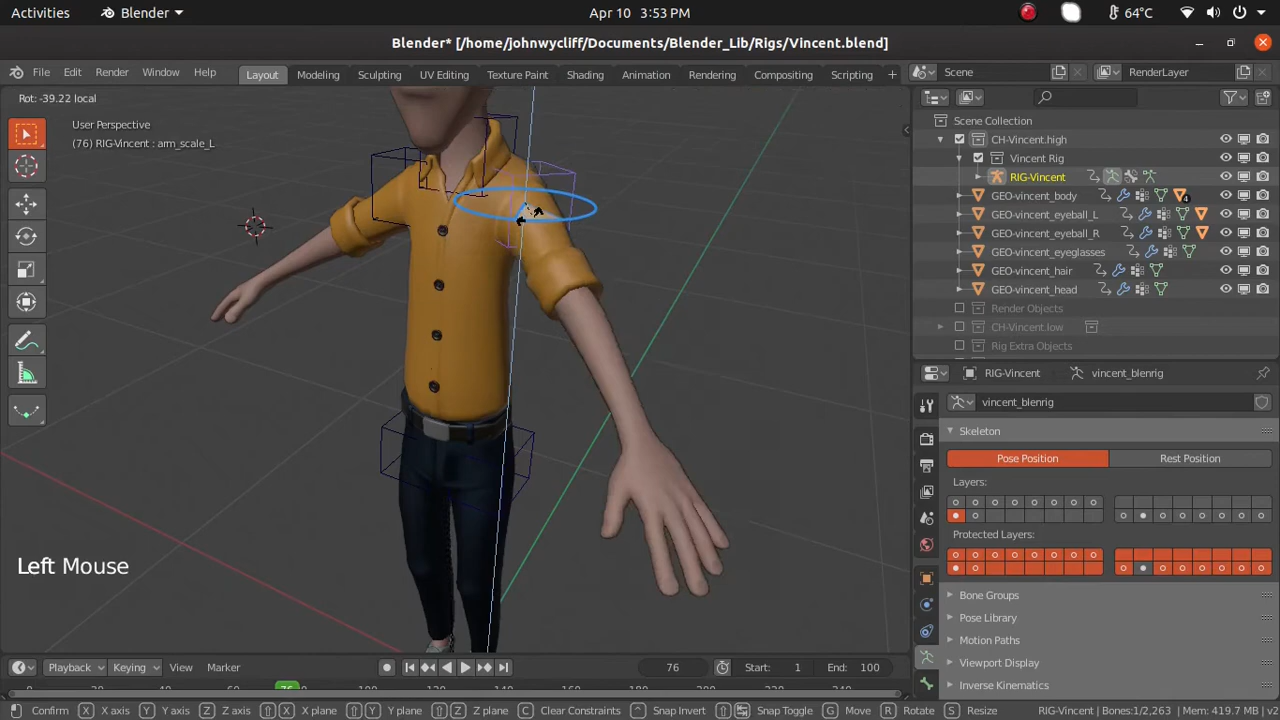 Activities Blender Apr 10 3:53 PM 64°C
Blender* [/home/johnwycliff/Documents/Blender_Lib/Rigs/Vincent.blend]
File Edit Render Window Help Layout Modeling Sculpting UV Editing Texture Paint Shading Animation Rendering Compositing Scripting + Scene RenderLayer
Rot: -39.22 local
User Perspective
(76) RIG-Vincent : arm_scale_L
Scene Collection
CH-Vincent.high
Vincent Rig
RIG-Vincent
GEO-vincent_body 4
GEO-vincent_eyeball_L
GEO-vincent_eyeball_R
GEO-vincent_eyeglasses
GEO-vincent_hair
GEO-vincent_head
Render Objects
CH-Vincent.low
Rig Extra Objects
RIG-Vincent vincent_blenrig
vincent_blenrig
Skeleton
Pose Position Rest Position
Layers:
Protected Layers:
Bone Groups
Pose Library
Motion Paths
Viewport Display
Inverse Kinematics
Left Mouse
Playback Keying View Marker 76 Start: 1 End: 100
76
Confirm X X axis Y Y axis Z Z axis X X plane Y Y plane Z Z plane C Clear Constraints Snap Invert Snap Toggle G Move R Rotate S Resize RIG-Vincent | Bones:1/2,263 | Mem: 419.7 MB | v2